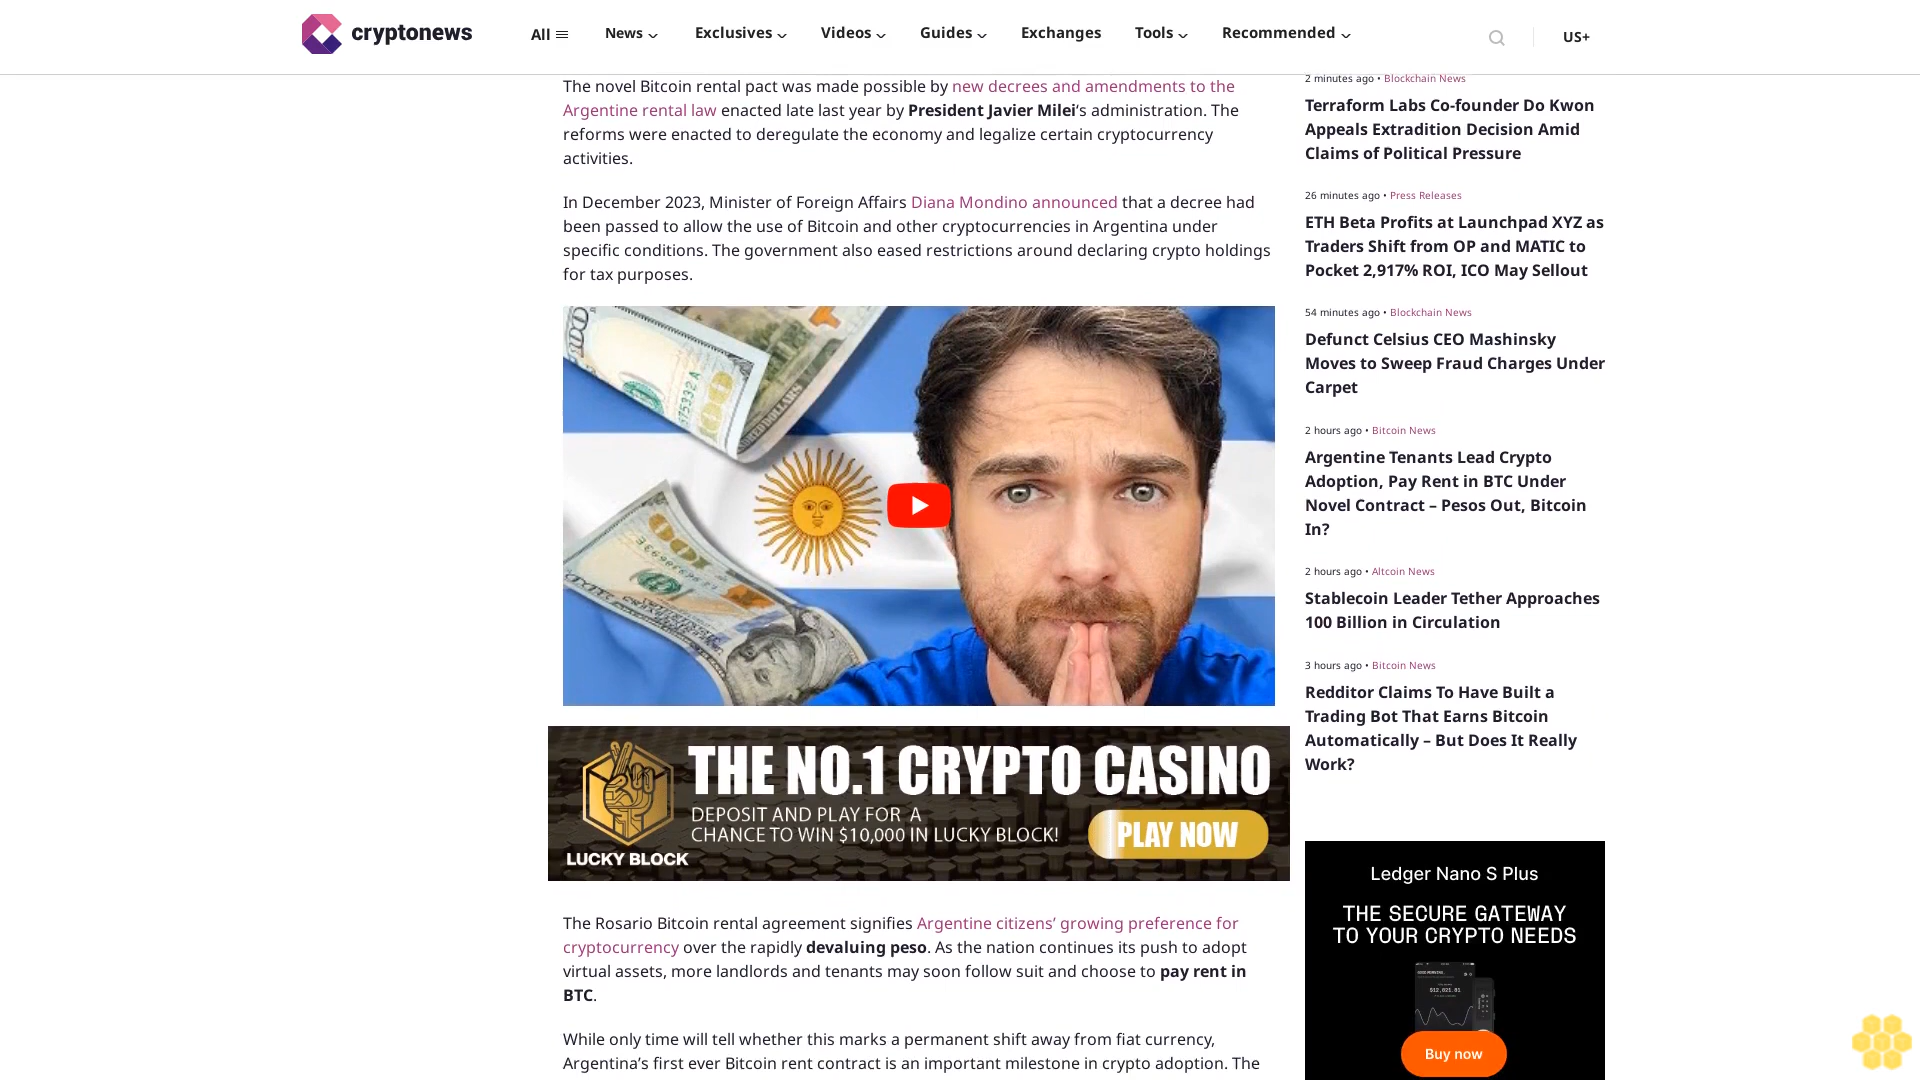 cryptonews
All
News
Exclusives
Videos
Guides
Exchanges
Tools
Recommended
US+
The novel Bitcoin rental pact was made possible by new decrees and amendments to the
Argentine rental law enacted late last year by President Javier Milei‘s administration. The
reforms were enacted to deregulate the economy and legalize certain cryptocurrency
activities.
In December 2023, Minister of Foreign Affairs Diana Mondino announced that a decree had
been passed to allow the use of Bitcoin and other cryptocurrencies in Argentina under
specific conditions. The government also eased restrictions around declaring crypto holdings
for tax purposes.
THE NO.1 CRYPTO CASINO
DEPOSIT AND PLAY FOR A
CHANCE TO WIN $10,000 IN LUCKY BLOCK!
PLAY NOW
LUCKY BLOCK
The Rosario Bitcoin rental agreement signifies Argentine citizens’ growing preference for
cryptocurrency over the rapidly devaluing peso. As the nation continues its push to adopt
virtual assets, more landlords and tenants may soon follow suit and choose to pay rent in
BTC.
While only time will tell whether this marks a permanent shift away from fiat currency,
Argentina’s first ever Bitcoin rent contract is an important milestone in crypto adoption. The
2 minutes ago • Blockchain News
Terraform Labs Co-founder Do Kwon
Appeals Extradition Decision Amid
Claims of Political Pressure
26 minutes ago • Press Releases
ETH Beta Profits at Launchpad XYZ as
Traders Shift from OP and MATIC to
Pocket 2,917% ROI, ICO May Sellout
54 minutes ago • Blockchain News
Defunct Celsius CEO Mashinsky
Moves to Sweep Fraud Charges Under
Carpet
2 hours ago • Bitcoin News
Argentine Tenants Lead Crypto
Adoption, Pay Rent in BTC Under
Novel Contract – Pesos Out, Bitcoin
In?
2 hours ago • Altcoin News
Stablecoin Leader Tether Approaches
100 Billion in Circulation
3 hours ago • Bitcoin News
Redditor Claims To Have Built a
Trading Bot That Earns Bitcoin
Automatically – But Does It Really
Work?
Ledger Nano S Plus
THE SECURE GATEWAY
TO YOUR CRYPTO NEEDS
Buy now